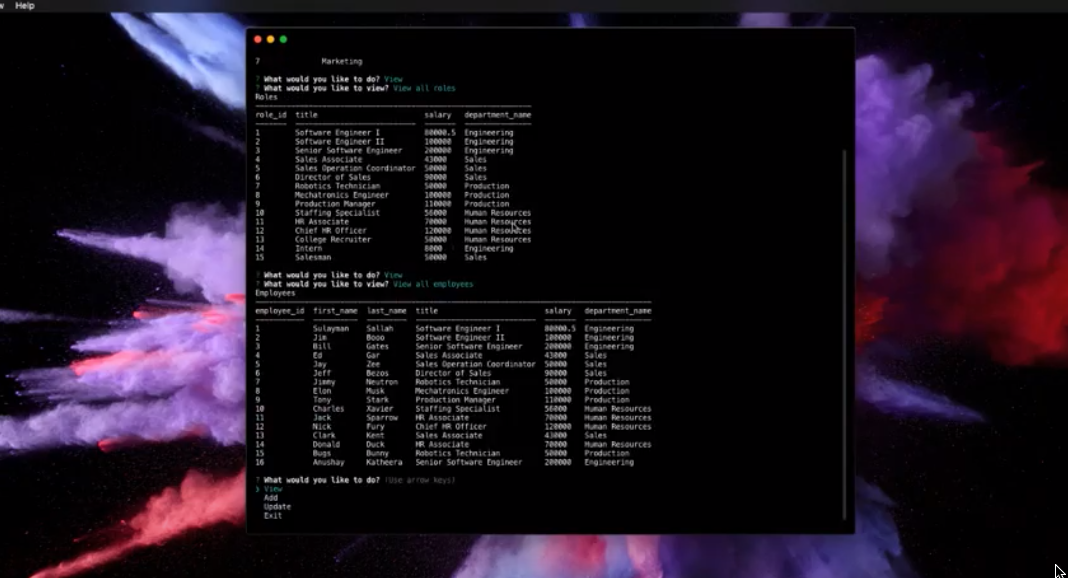 Help
7 Marketing
? What would you like to do? View
? What would you like to view? View all roles
Roles
role_id title salary department_name
1 Software Engineer I 80000.5 Engineering
2 Software Engineer II 100000 Engineering
3 Senior Software Engineer 200000 Engineering
4 Sales Associate 43000 Sales
5 Sales Operation Coordinator 50000 Sales
6 Director of Sales 90000 Sales
7 Robotics Technician 50000 Production
8 Mechatronics Engineer 100000 Production
9 Production Manager 110000 Production
10 Staffing Specialist 56000 Human Resources
11 HR Associate 70000 Human Resources
12 Chief HR Officer 120000 Human Resources
13 College Recruiter 50000 Human Resources
14 Intern 8000 Engineering
15 Salesman 50000 Sales
? What would you like to do? View
? What would you like to view? View all employees
Employees
employee_id first_name last_name title salary department_name
1 Sulayman Sallah Software Engineer I 80000.5 Engineering
2 Jim Booo Software Engineer II 100000 Engineering
3 Bill Gates Senior Software Engineer 200000 Engineering
4 Ed Gar Sales Associate 43000 Sales
5 Jay Zee Sales Operation Coordinator 50000 Sales
6 Jeff Bezos Director of Sales 90000 Sales
7 Jimmy Neutron Robotics Technician 50000 Production
8 Elon Musk Mechatronics Engineer 100000 Production
9 Tony Stark Production Manager 110000 Production
10 Charles Xavier Staffing Specialist 56000 Human Resources
11 Jack Sparrow HR Associate 70000 Human Resources
12 Nick Fury Chief HR Officer 120000 Human Resources
13 Clark Kent Sales Associate 43000 Sales
14 Donald Duck HR Associate 70000 Human Resources
15 Bugs Bunny Robotics Technician 50000 Production
16 Anushay Katheera Senior Software Engineer 200000 Engineering
? What would you like to do? (Use arrow keys)
❯ View
Add
Update
Exit